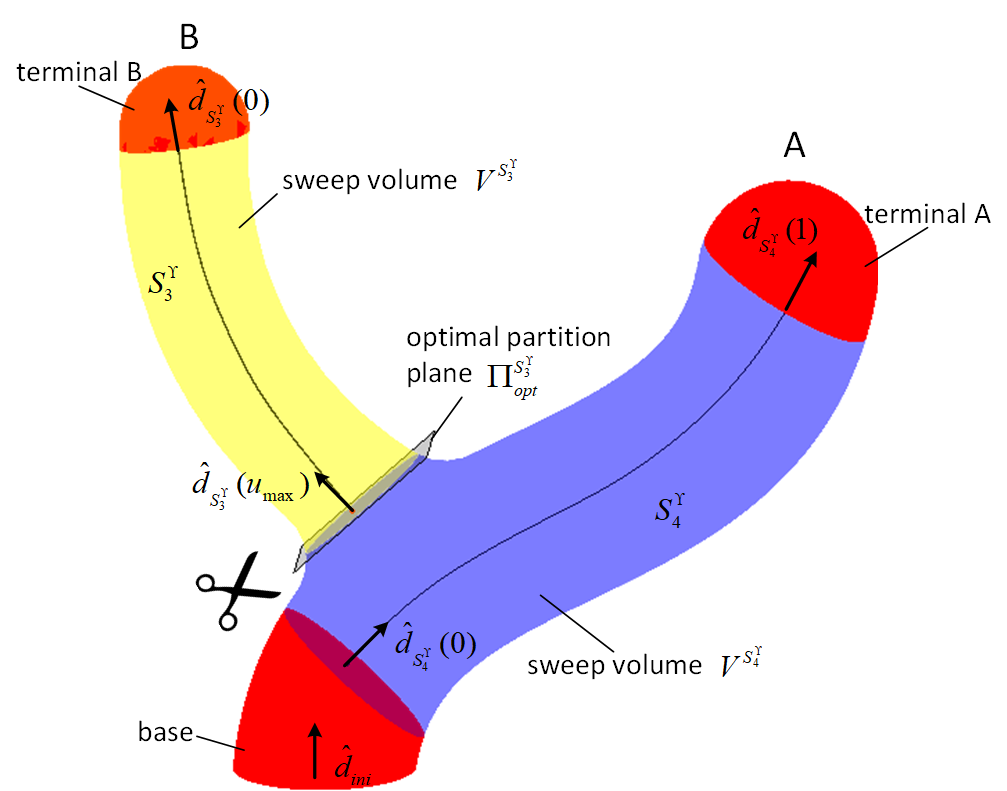 B
terminal B
$\hat{d}_{S_3^\Upsilon}(0)$
A
sweep volume $V^{S_3^\Upsilon}$
terminal A
$\hat{d}_{S_4^\Upsilon}(1)$
$S_3^\Upsilon$
optimal partition
plane $\Pi_{opt}^{S_3^\Upsilon}$
$\hat{d}_{S_3^\Upsilon}(u_{\max})$
$S_4^\Upsilon$
$\hat{d}_{S_4^\Upsilon}(0)$
sweep volume $V^{S_4^\Upsilon}$
base
$\hat{d}_{ini}$